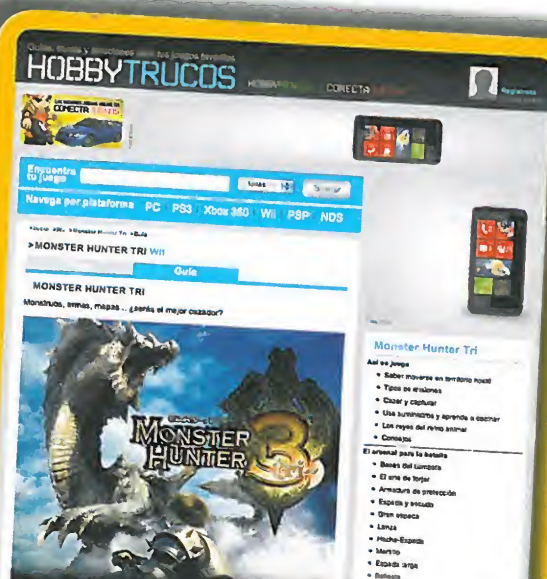 HOBBYTRUCOS
CONECTA
Regístrate
CONECTA
Encuentra
tu juego
Navega por plataforma PC PS3 Xbox 360 Wii PSP NDS
>MONSTER HUNTER TRI Wii
Guía
MONSTER HUNTER TRI
Monstruos, armas, mapas... ¿serás el mejor cazador?
MONSTER
HUNTER
3
tri
Monster Hunter Tri
Así se juega
• Saber moverse en territorio hostil
• Tipos de misiones
• Cazar y capturar
• Usa suministros y aprende a cocinar
• Los reyes del reino animal
• Consejos
El arsenal para la batalla
• Bases del combate
• El arte de forjar
• Armadura de protección
• Espada y escudo
• Gran espada
• Lanza
• Hacha-Espada
• Martillo
• Espada larga
• Ballesta